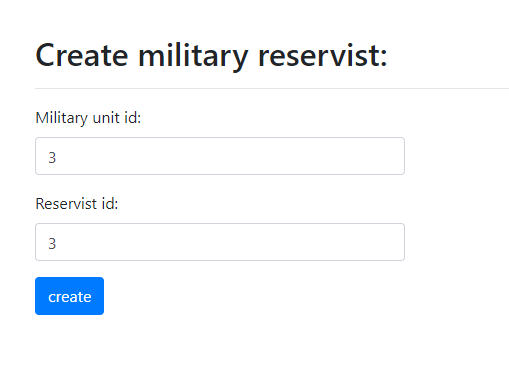 Create military reservist:
Military unit id:
3
Reservist id:
3
create